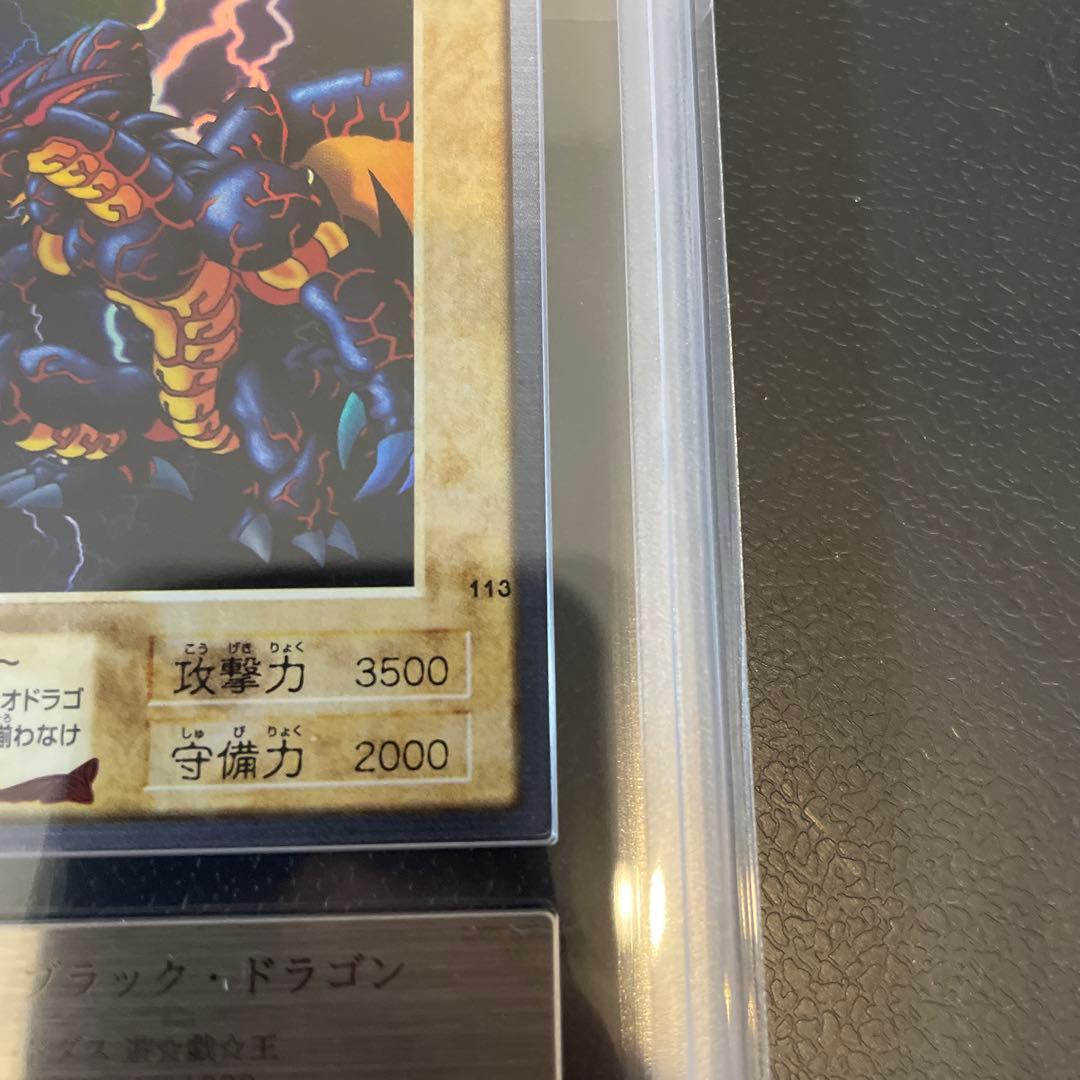 113
こうげきりょく
攻撃力 3500
～
オドラゴ
揃わなけ
しゅびりょく
守備力 2000
ブラック・ドラゴン
ダス 遊☆戯☆王